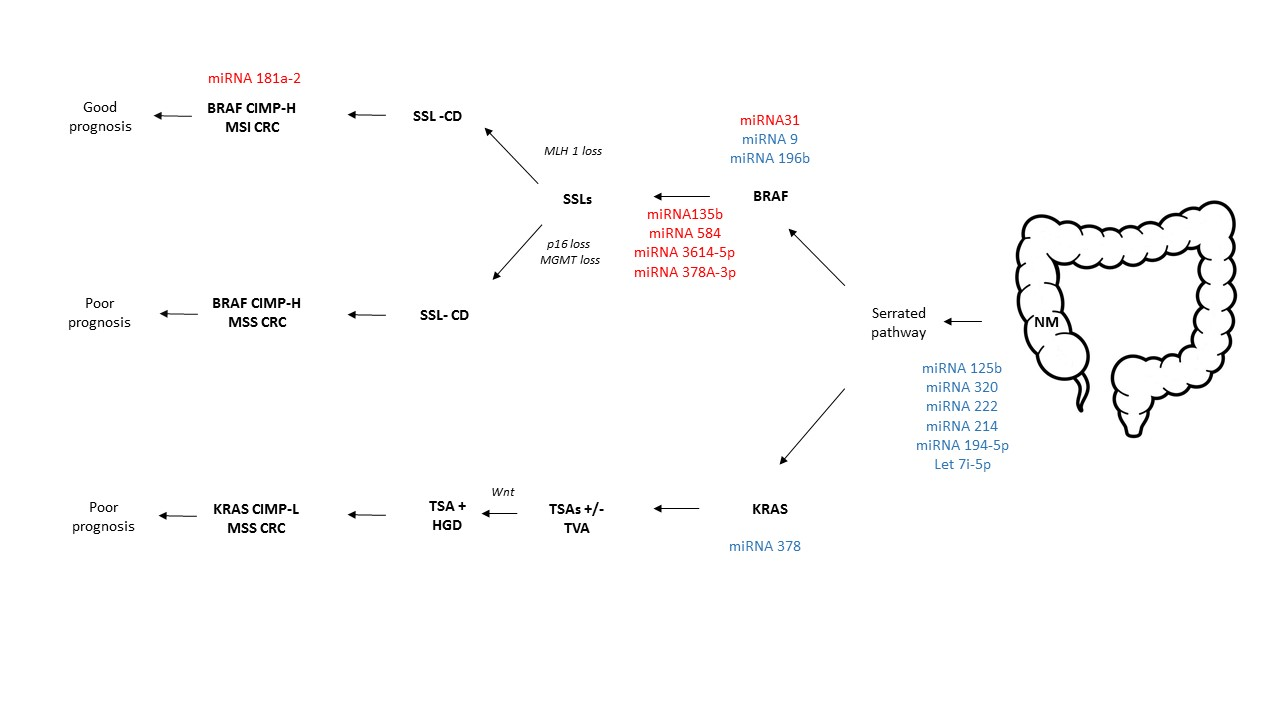 miRNA 181a-2
Good
prognosis
BRAF CIMP-H
MSI CRC
SSL -CD
MLH 1 loss
miRNA31
miRNA 9
miRNA 196b
SSLs
BRAF
miRNA135b
miRNA 584
miRNA 3614-5p
miRNA 378A-3p
p16 loss
MGMT loss
Poor
prognosis
BRAF CIMP-H
MSS CRC
SSL- CD
Serrated
pathway
NM
miRNA 125b
miRNA 320
miRNA 222
miRNA 214
miRNA 194-5p
Let 7i-5p
Poor
prognosis
KRAS CIMP-L
MSS CRC
TSA +
HGD
Wnt
TSAs +/-
TVA
KRAS
miRNA 378